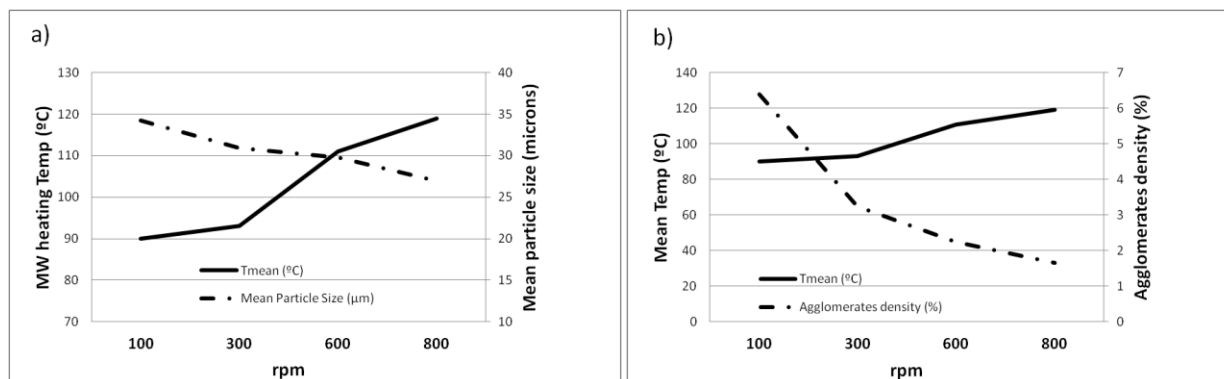 a)
MW heating Temp (ºC)
130
120
110
100
90
80
70
40
35
30
25
20
15
10
Mean particle size (microns)
Tmean (ºC)
Mean Particle Size (μm)
100 300 600 800
rpm
b)
Mean Temp (ºC)
140
120
100
80
60
40
20
0
7
6
5
4
3
2
1
0
Agglomerates density (%)
Tmean (ºC)
Agglomerates density (%)
100 300 600 800
rpm